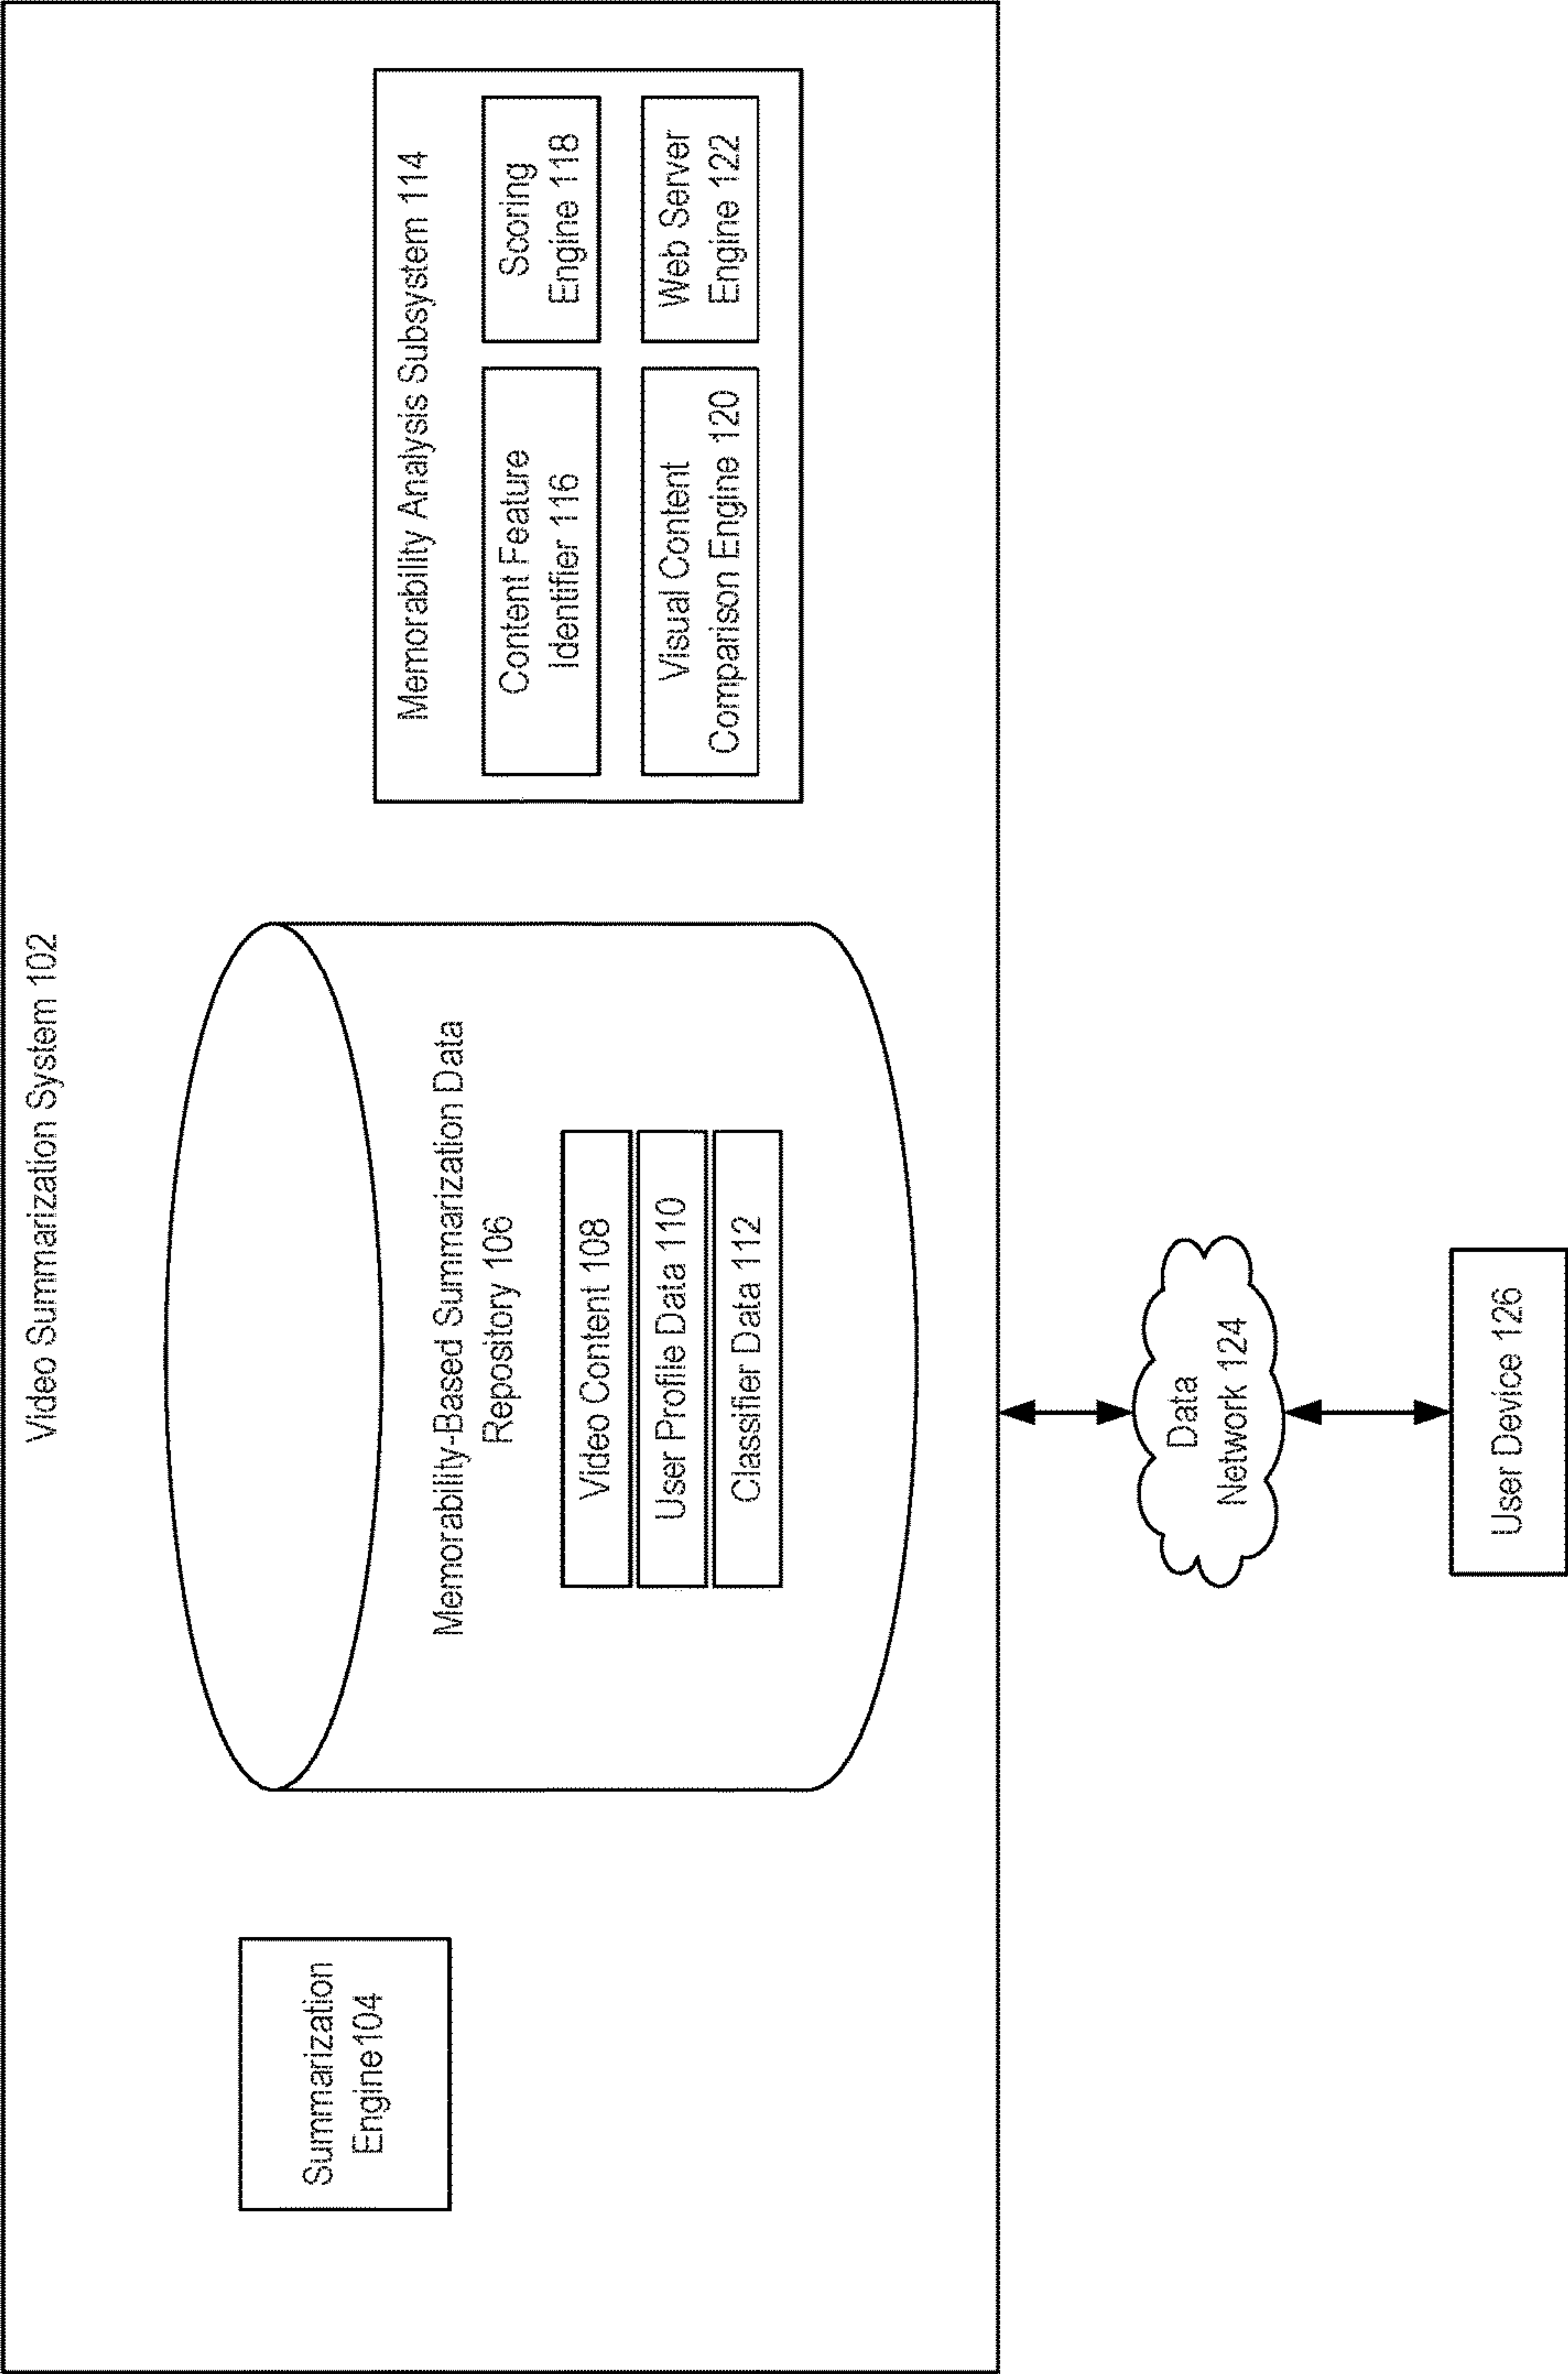 Video Summarization System 102
Summarization
Engine104
Memorability-Based Summarization Data
Repository 106
Video Content 108
User Profile Data 110
Classifier Data 112
Memorability Analysis Subsystem 114
Content Feature
Identifier 116
Scoring
Engine 118
Visual Content
Comparison Engine 120
Web Server
Engine 122
Data
Network 124
User Device 126